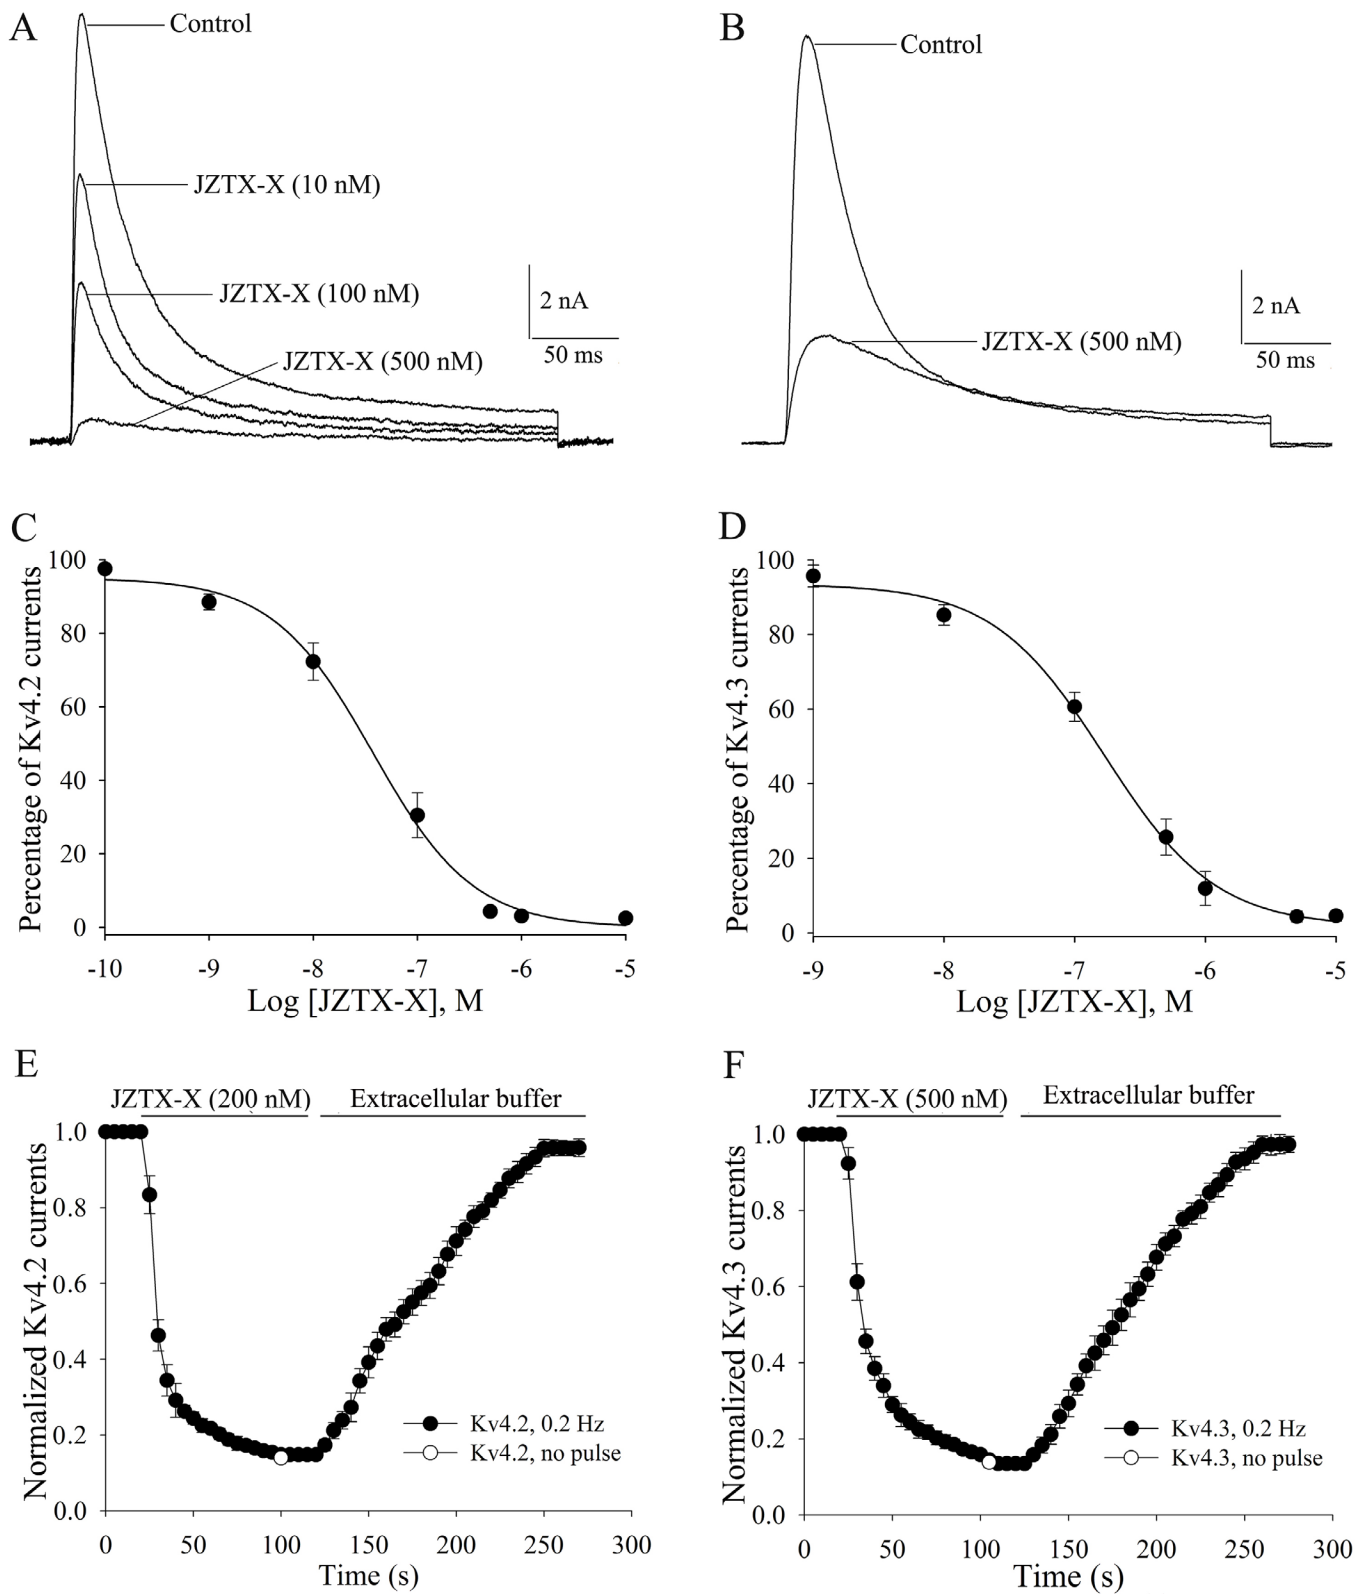 A
Control
JZTX-X (10 nM)
JZTX-X (100 nM)
JZTX-X (500 nM)
2 nA
50 ms
B
Control
JZTX-X (500 nM)
2 nA
50 ms
C
Percentage of Kv4.2 currents
100
80
60
40
20
0
-10 -9 -8 -7 -6 -5
Log [JZTX-X], M
D
Percentage of Kv4.3 currents
100
80
60
40
20
0
-9 -8 -7 -6 -5
Log [JZTX-X], M
E
JZTX-X (200 nM) Extracellular buffer
Normalized Kv4.2 currents
1.0
0.8
0.6
0.4
0.2
0.0
Kv4.2, 0.2 Hz
Kv4.2, no pulse
0 50 100 150 200 250 300
Time (s)
F
JZTX-X (500 nM) Extracellular buffer
Normalized Kv4.3 currents
1.0
0.8
0.6
0.4
0.2
0.0
Kv4.3, 0.2 Hz
Kv4.3, no pulse
0 50 100 150 200 250 300
Time (s)